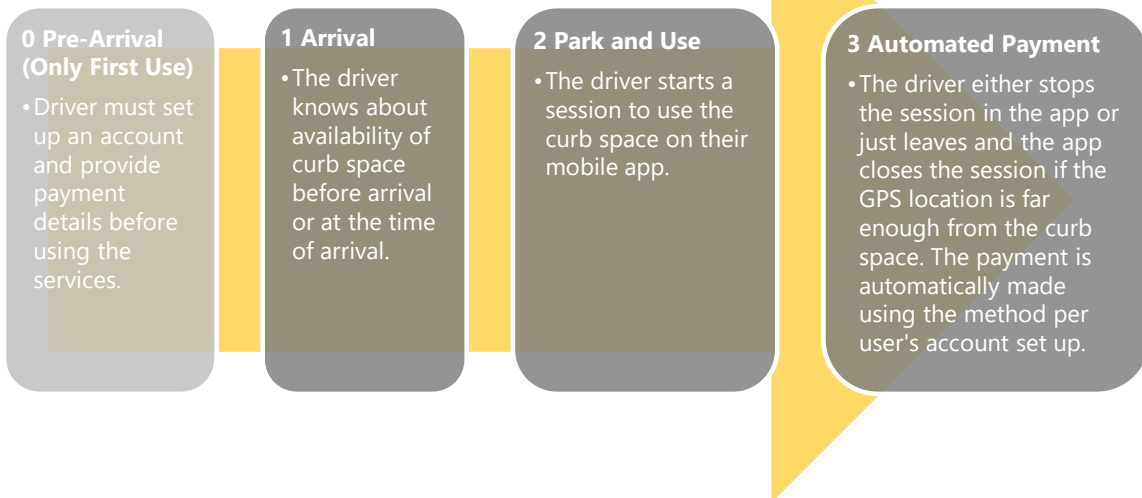 0 Pre-Arrival
(Only First Use)
•Driver must set
up an account
and provide
payment
details before
using the
services.
1 Arrival
•The driver
knows about
availability of
curb space
before arrival
or at the time
of arrival.
2 Park and Use
•The driver starts a
session to use the
curb space on their
mobile app.
3 Automated Payment
•The driver either stops
the session in the app or
just leaves and the app
closes the session if the
GPS location is far
enough from the curb
space. The payment is
automatically made
using the method per
user's account set up.